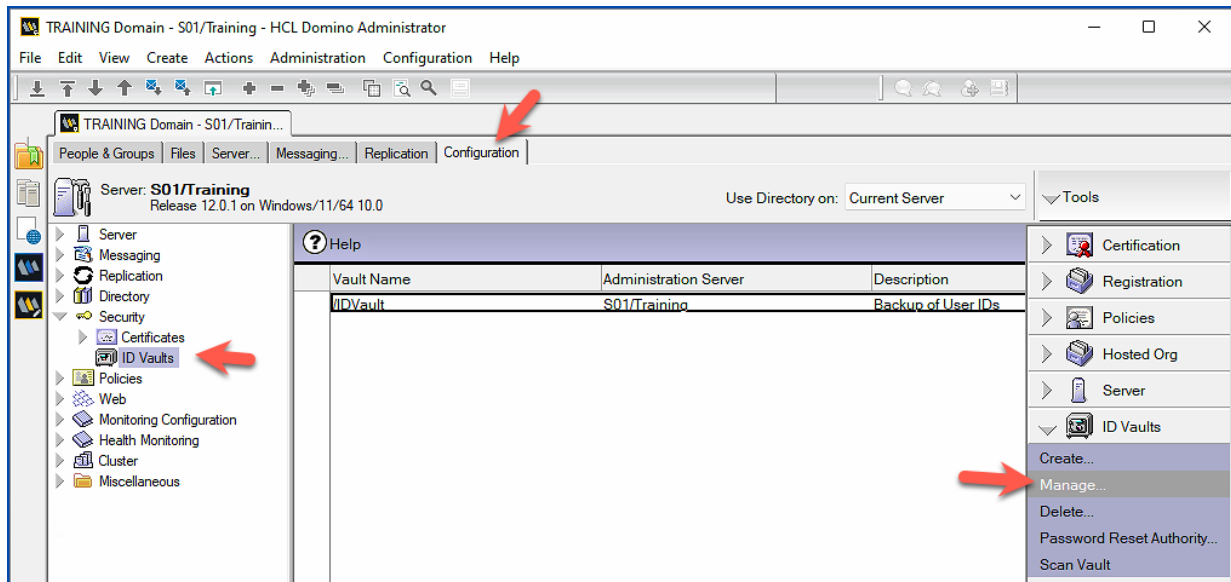 TRAINING Domain - S01/Training - HCL Domino Administrator
File Edit View Create Actions Administration Configuration Help
TRAINING Domain - S01/Trainin...
People & Groups Files Server... Messaging... Replication Configuration
Server: S01/Training
Release 12.0.1 on Windows/11/64 10.0
Use Directory on: Current Server
Tools
Server
Messaging
Replication
Directory
Security
Certificates
ID Vaults
Policies
Web
Monitoring Configuration
Health Monitoring
Cluster
Miscellaneous
? Help
Vault Name Administration Server Description
/IDVault S01/Training Backup of User IDs
Certification
Registration
Policies
Hosted Org
Server
ID Vaults
Create...
Manage...
Delete...
Password Reset Authority...
Scan Vault